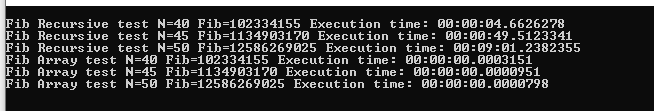 Fib Recursive test N=40 Fib=102334155 Execution time: 00:00:04.6626278
Fib Recursive test N=45 Fib=1134903170 Execution time: 00:00:49.5123341
Fib Recursive test N=50 Fib=12586269025 Execution time: 00:09:01.2382355
Fib Array test N=40 Fib=102334155 Execution time: 00:00:00.0003151
Fib Array test N=45 Fib=1134903170 Execution time: 00:00:00.0000951
Fib Array test N=50 Fib=12586269025 Execution time: 00:00:00.0000798